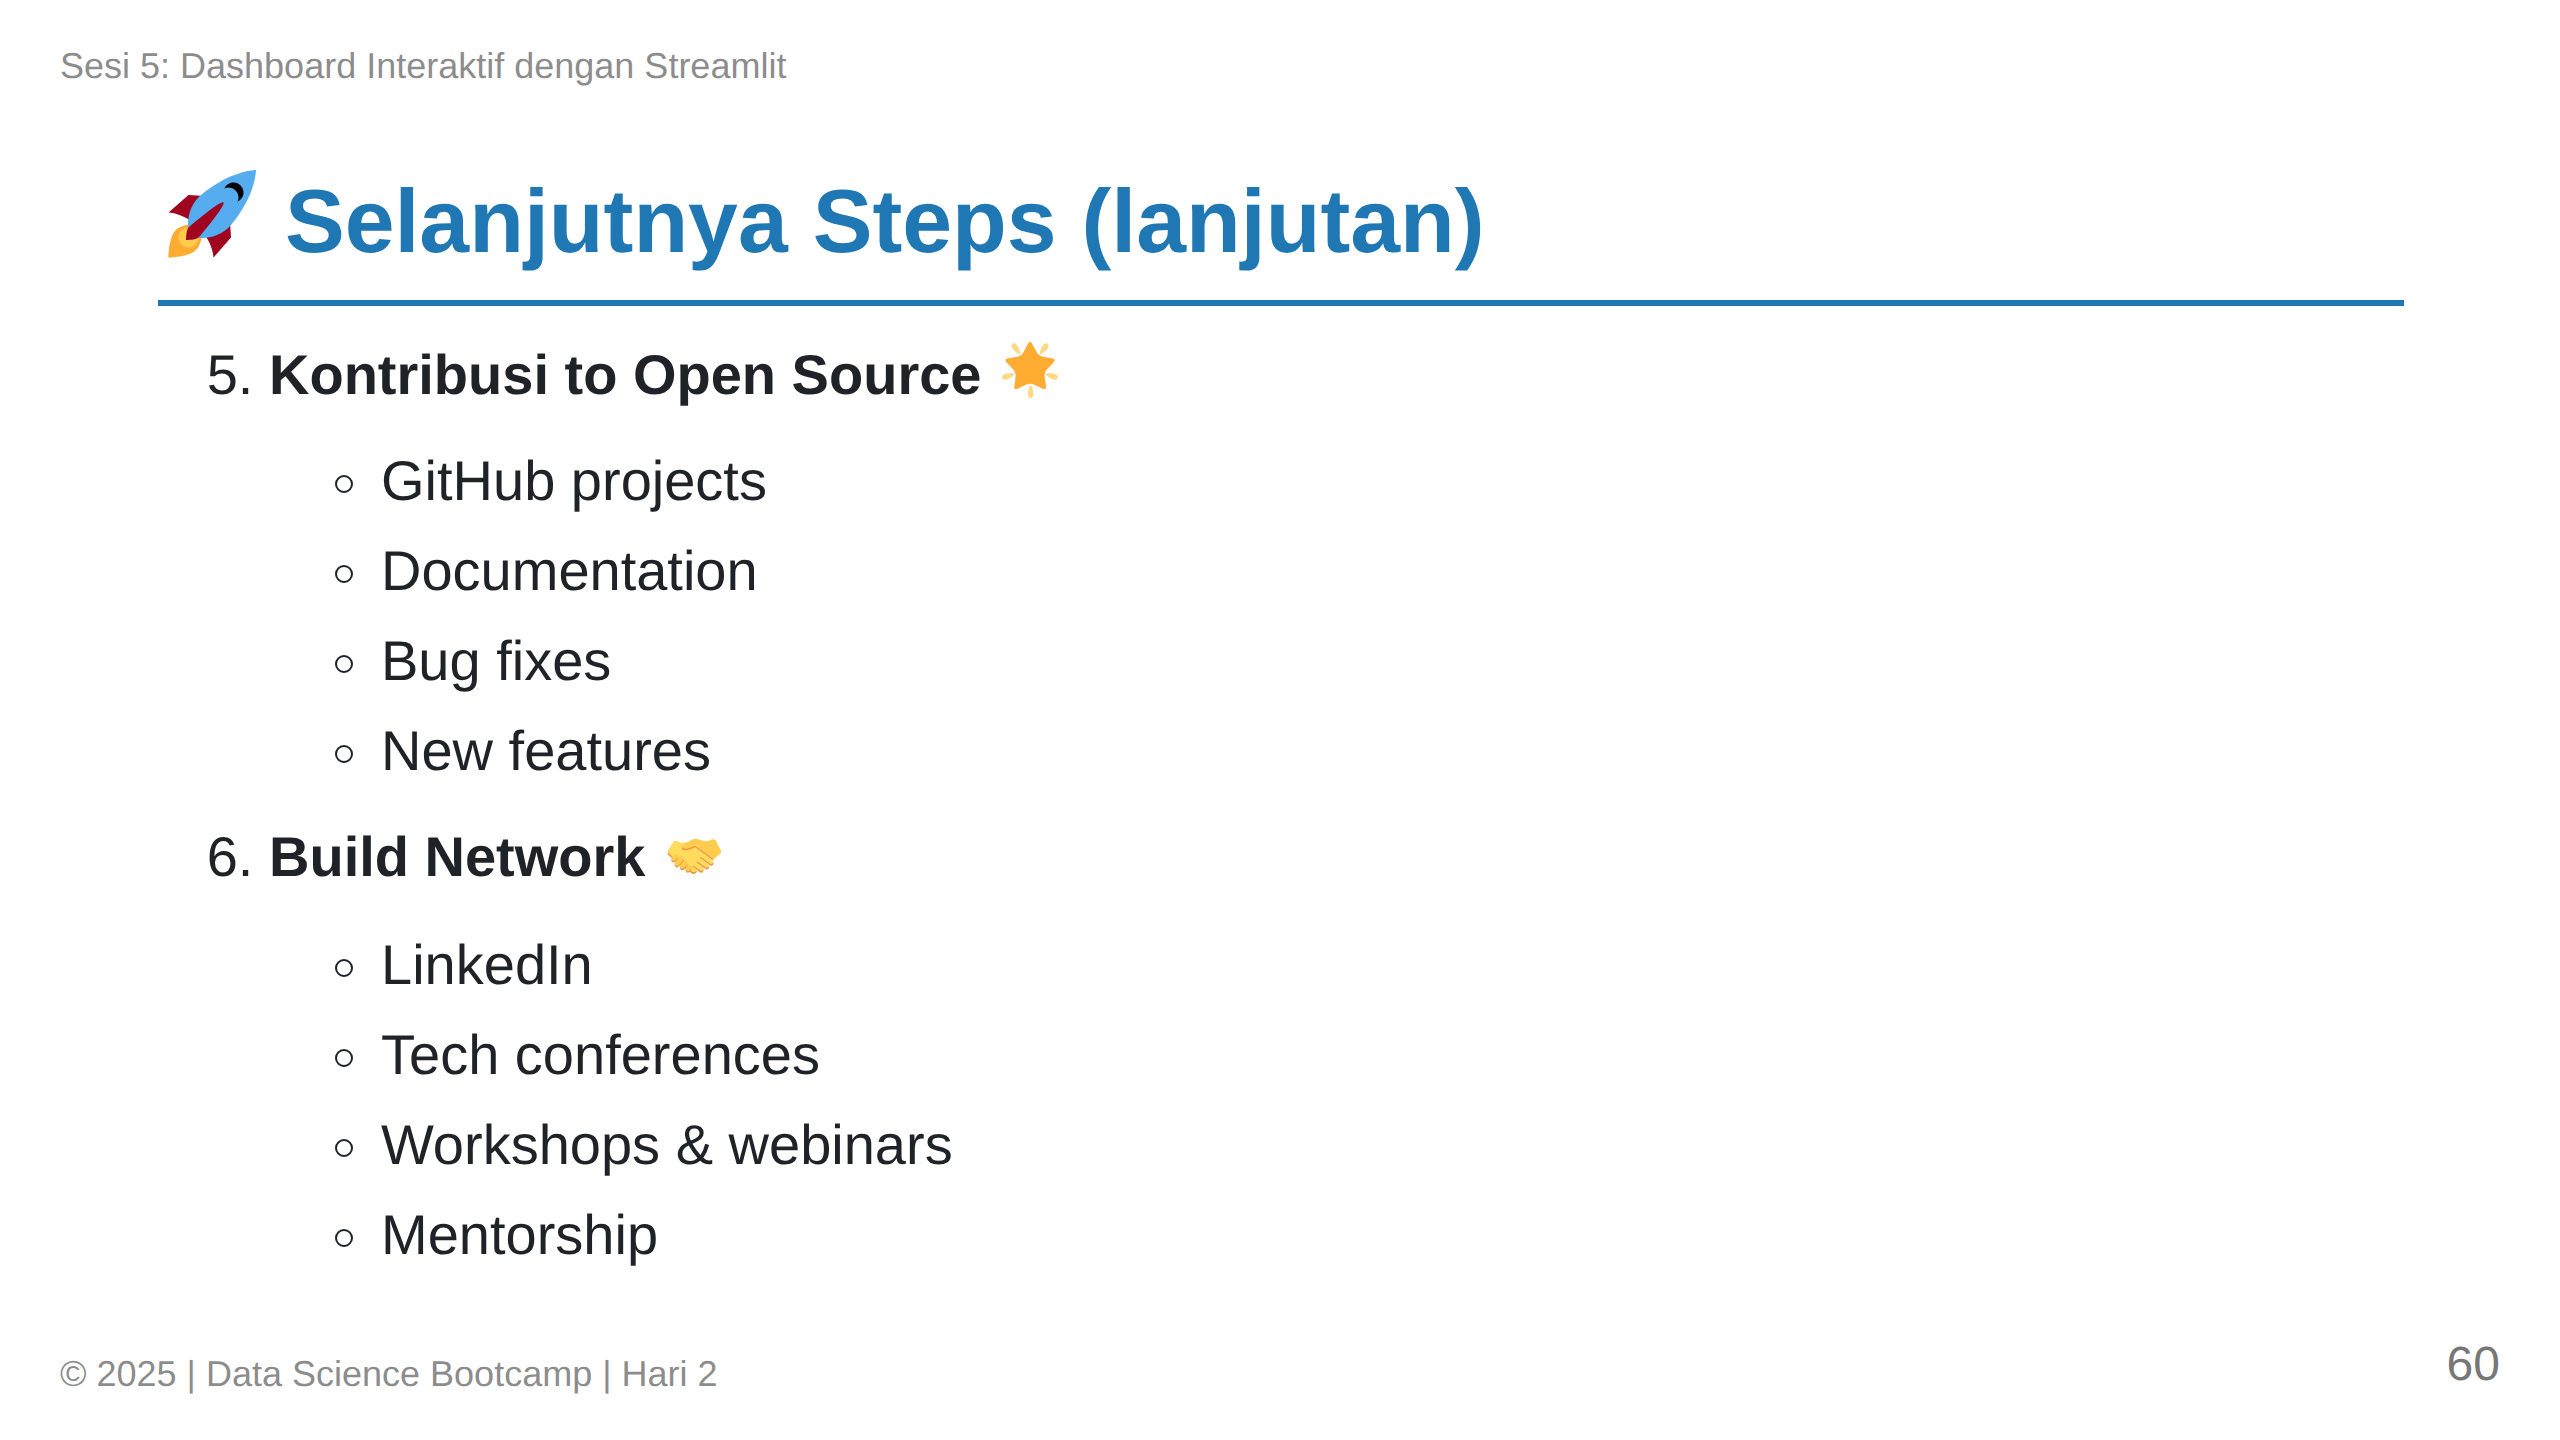 Sesi 5: Dashboard Interaktif dengan Streamlit
🚀 Selanjutnya Steps (lanjutan)
5. Kontribusi to Open Source 🌟
○ GitHub projects
○ Documentation
○ Bug fixes
○ New features
6. Build Network 🤝
○ LinkedIn
○ Tech conferences
○ Workshops & webinars
○ Mentorship
© 2025 | Data Science Bootcamp | Hari 2
60